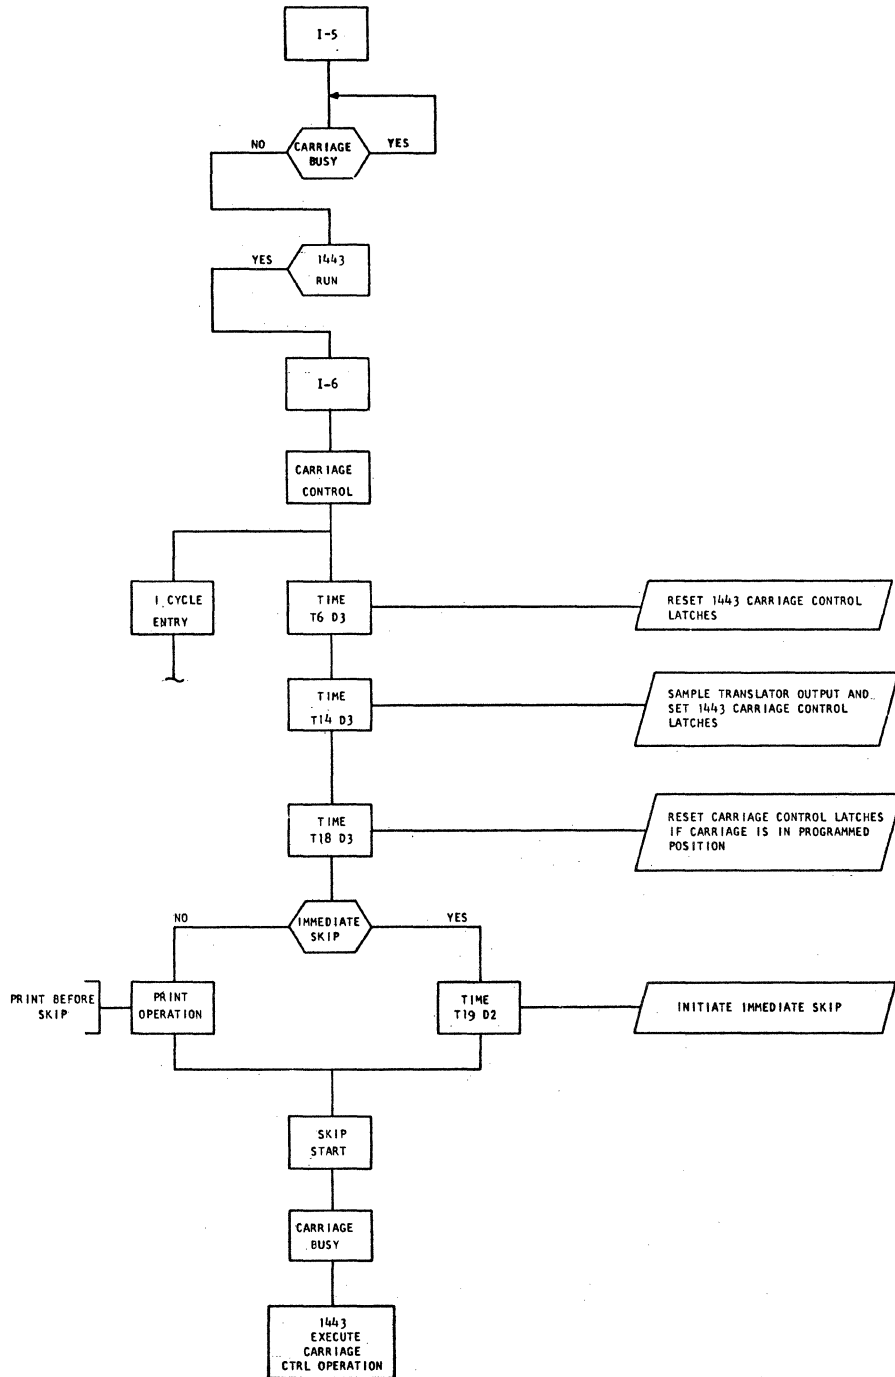 I-5
CARRIAGE
BUSY
NO
YES
1443
RUN
YES
I-6
CARRIAGE
CONTROL
I CYCLE
ENTRY
TIME
T6 D3
RESET 1443 CARRIAGE CONTROL
LATCHES
TIME
T14 D3
SAMPLE TRANSLATOR OUTPUT AND
SET 1443 CARRIAGE CONTROL
LATCHES
TIME
T18 D3
RESET CARRIAGE CONTROL LATCHES
IF CARRIAGE IS IN PROGRAMMED
POSITION
NO
IMMEDIATE
SKIP
YES
PRINT BEFORE
SKIP
PRINT
OPERATION
TIME
T19 D2
INITIATE IMMEDIATE SKIP
SKIP
START
CARRIAGE
BUSY
1443
EXECUTE
CARRIAGE
CTRL OPERATION